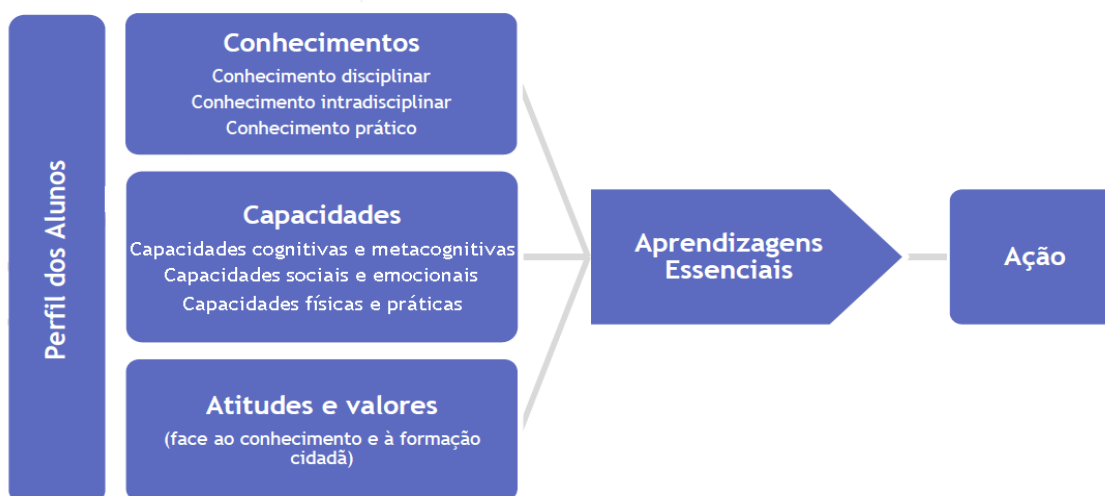 Perfil dos Alunos
Conhecimentos
Conhecimento disciplinar
Conhecimento intradisciplinar
Conhecimento prático
Capacidades
Capacidades cognitivas e metacognitivas
Capacidades sociais e emocionais
Capacidades físicas e práticas
Atitudes e valores
(face ao conhecimento e à formação
cidadã)
Aprendizagens
Essenciais
Ação